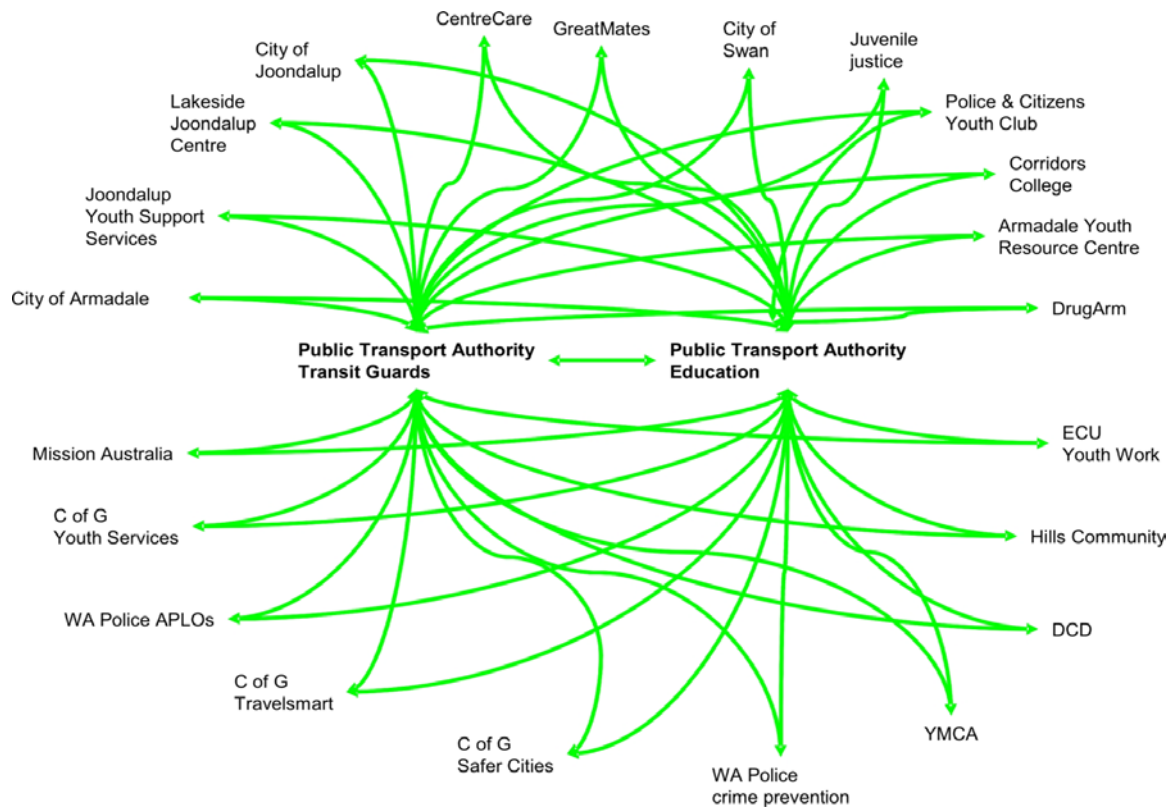 CentreCare
GreatMates
City of
Swan
Juvenile
justice
City of
Joondalup
Lakeside
Joondalup
Centre
Police & Citizens
Youth Club
Corridors
College
Joondalup
Youth Support
Services
Armadale Youth
Resource Centre
City of Armadale
DrugArm
Public Transport Authority
Transit Guards
Public Transport Authority
Education
Mission Australia
ECU
Youth Work
C of G
Youth Services
Hills Community
WA Police APLOs
DCD
C of G
Travelsmart
YMCA
C of G
Safer Cities
WA Police
crime prevention